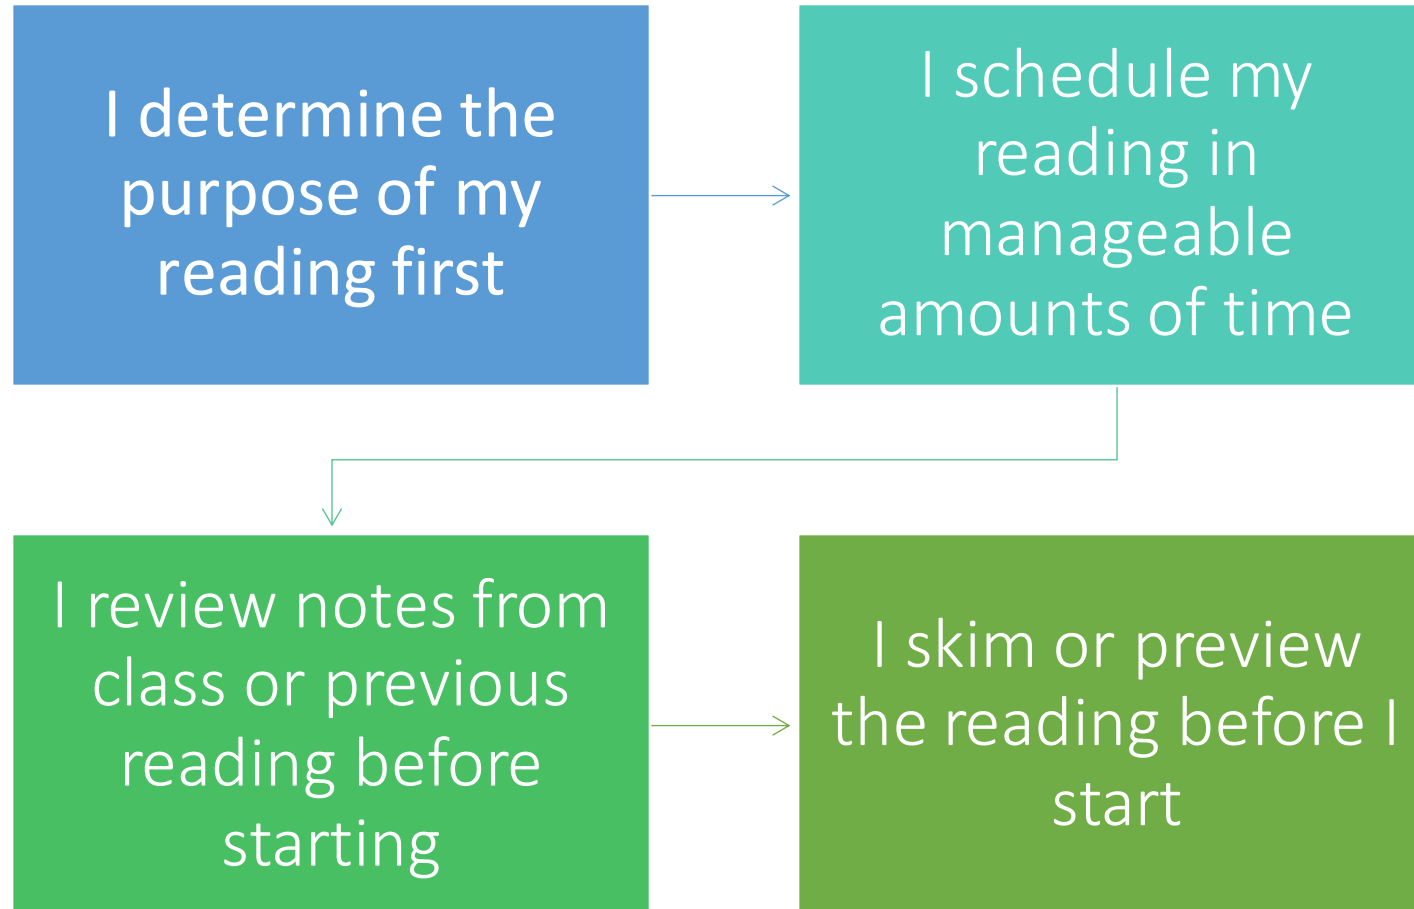 I determine the
purpose of my
reading first
I schedule my
reading in
manageable
amounts of time
I review notes from
class or previous
reading before
starting
I skim or preview
the reading before I
start